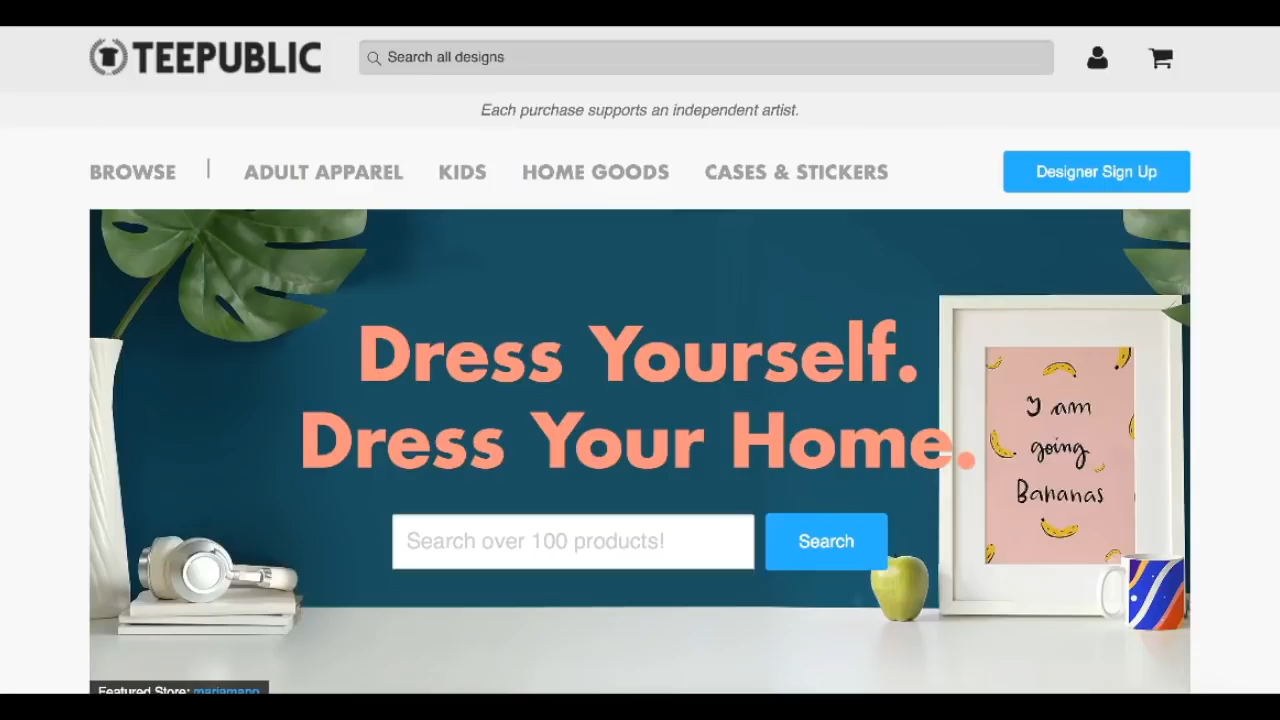 TEEPUBLIC
Search all designs
Each purchase supports an independent artist.
BROWSE | ADULT APPAREL KIDS HOME GOODS CASES & STICKERS Designer Sign Up
Dress Yourself.
Dress Your Home.
I am
going
Bananas
Search over 100 products! Search
Featured Store: mariamano